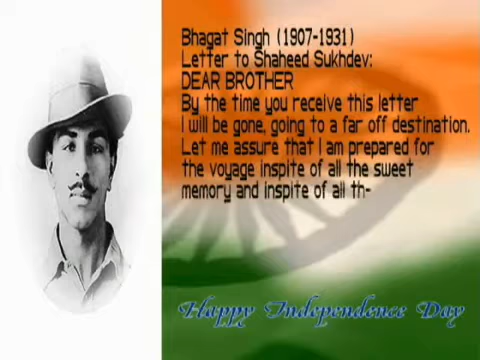 Bhagat Singh (1907-1931)
Letter to Shaheed Sukhdev:
DEAR BROTHER
By the time you receive this letter
I will be gone, going to a far off destination.
Let me assure that I am prepared for
the voyage inspite of all the sweet
memory and inspite of all th-
Happy Independence Day